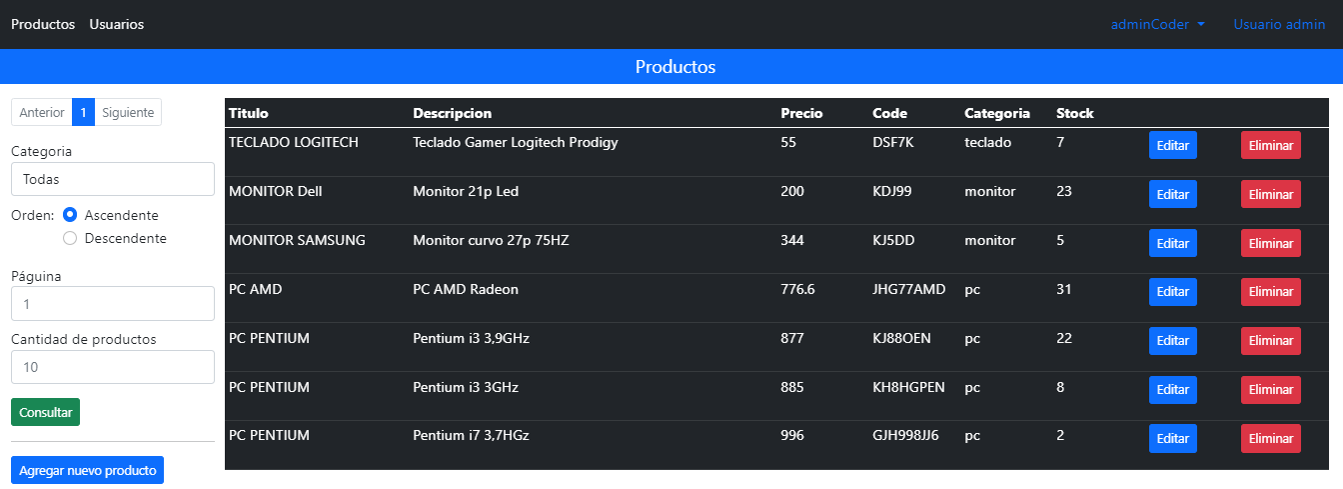 Productos Usuarios adminCoder Usuario admin
Productos
Anterior 1 Siguiente
Categoria
Todas
Orden: Ascendente
Descendente
Páguina
1
Cantidad de productos
10
Consultar
Agregar nuevo producto
Titulo Descripcion Precio Code Categoria Stock
TECLADO LOGITECH Teclado Gamer Logitech Prodigy 55 DSF7K teclado 7 Editar Eliminar
MONITOR Dell Monitor 21p Led 200 KDJ99 monitor 23 Editar Eliminar
MONITOR SAMSUNG Monitor curvo 27p 75HZ 344 KJ5DD monitor 5 Editar Eliminar
PC AMD PC AMD Radeon 776.6 JHG77AMD pc 31 Editar Eliminar
PC PENTIUM Pentium i3 3,9GHz 877 KJ88OEN pc 22 Editar Eliminar
PC PENTIUM Pentium i3 3GHz 885 KH8HGPEN pc 8 Editar Eliminar
PC PENTIUM Pentium i7 3,7HGz 996 GJH998JJ6 pc 2 Editar Eliminar